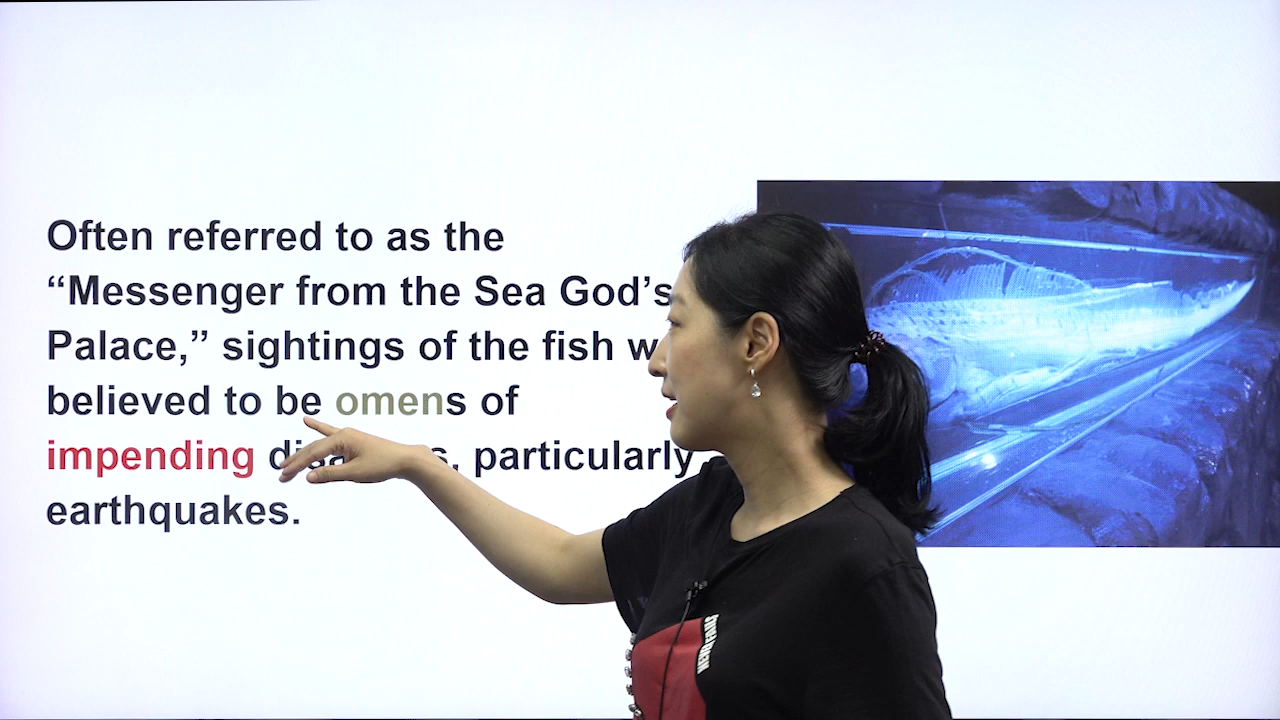 Often referred to as the
“Messenger from the Sea God’s
Palace,” sightings of the fish
believed to be omens of
impending particularly
earthquakes.